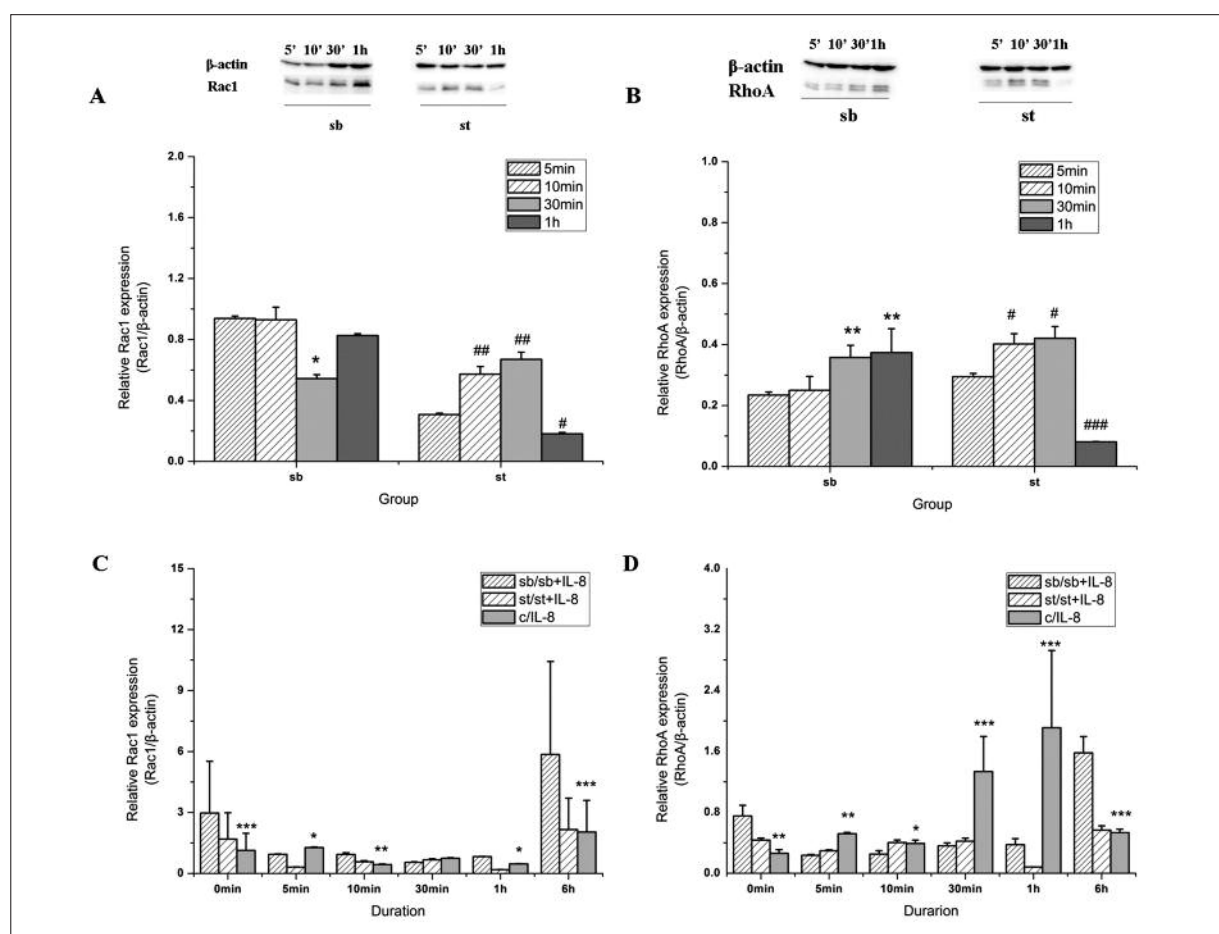 5' 10' 30' 1h
5' 10' 30' 1h
β-actin
Rac1
A
sb
st
2.0
1.6
1.2
0.8
0.4
0.0
Relative Rac1 expression
(Rac1/β-actin)
5min
10min
30min
1h
*
##
##
#
sb
st
Group
5' 10' 30'1h
5' 10' 30'1h
β-actin
RhoA
B
sb
st
1.0
0.8
0.6
0.4
0.2
0.0
Relative RhoA expression
(RhoA/β-actin)
5min
10min
30min
1h
**
**
#
#
###
sb
st
Group
C
15
12
9
6
3
0
Relative Rac1 expression
(Rac1/β-actin)
sb/sb+IL-8
st/st+IL-8
c/IL-8
***
*
**
*
***
0min
5min
10min
30min
1h
6h
Duration
D
4.0
3.2
2.4
1.6
0.8
0.0
Relative RhoA expression
(RhoA/β-actin)
sb/sb+IL-8
st/st+IL-8
c/IL-8
**
**
*
***
***
***
0min
5min
10min
30min
1h
6h
Durarion